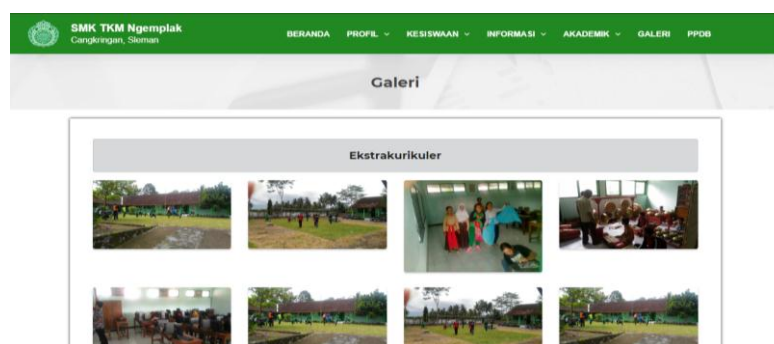 SMK TKM Ngemplak
Cangkringan, Sleman
BERANDA PROFIL KESISWAAN INFORMASI AKADEMIK GALERI PPDB
Galeri
Ekstrakurikuler